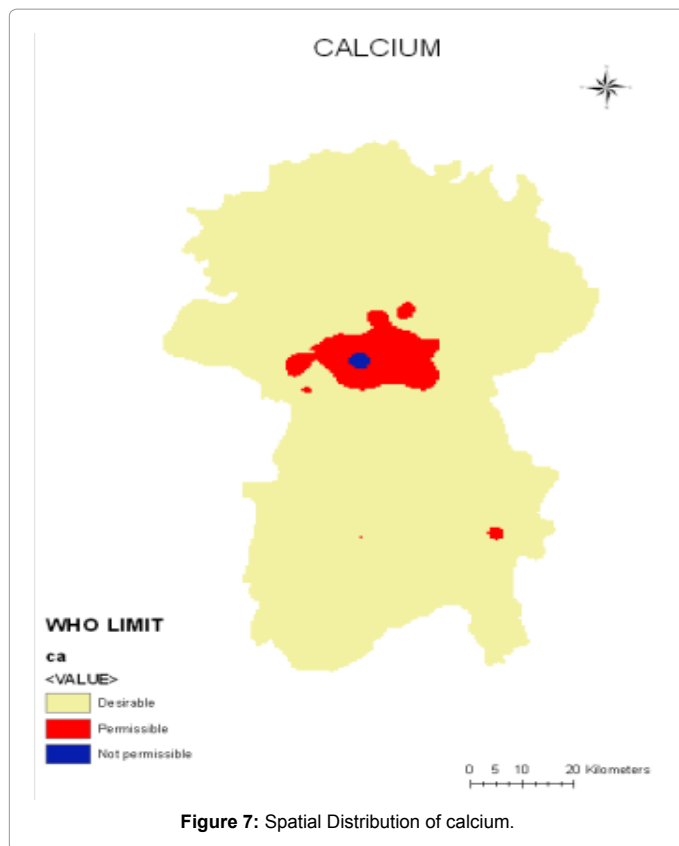 CALCIUM
WHO LIMIT
ca
<VALUE>
Desirable
Permissible
Not permissible
0 5 10 20 Kilometers
Figure 7: Spatial Distribution of calcium.